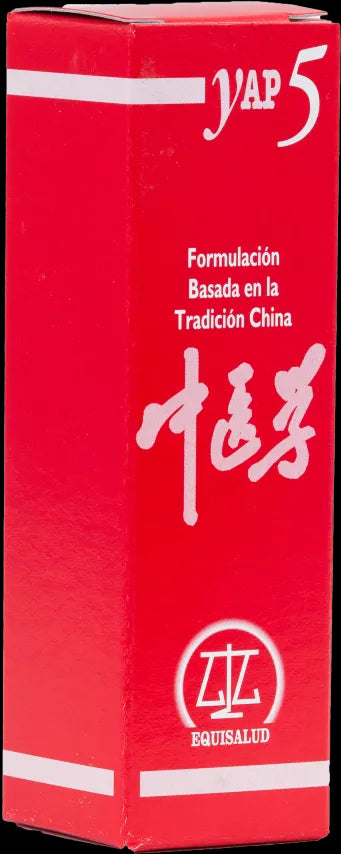 yAP 5
Formulación
Basada en la
Tradición China
中医学
EQUISALUD